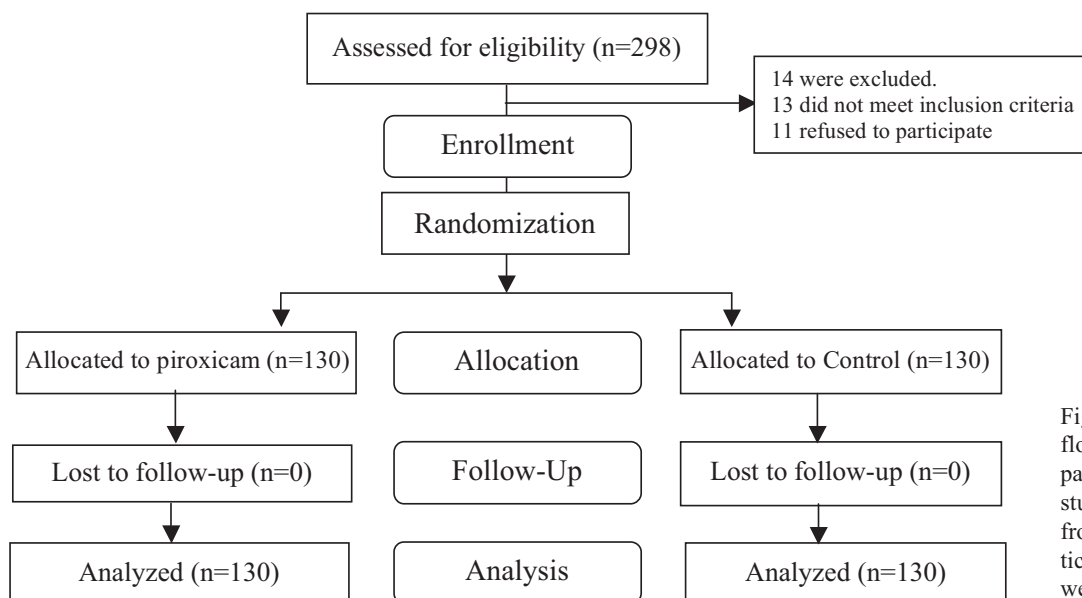 Assessed for eligibility (n=298)
14 were excluded.
13 did not meet inclusion criteria
11 refused to participate
Enrollment
Randomization
Allocated to piroxicam (n=130)
Allocation
Allocated to Control (n=130)
Lost to follow-up (n=0)
Follow-Up
Lost to follow-up (n=0)
Analyzed (n=130)
Analysis
Analyzed (n=130)